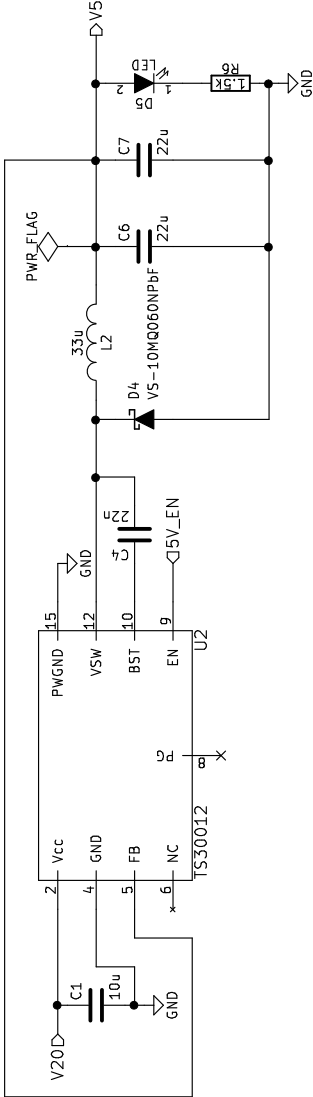 V5
LED
D5
2
1
R6
1.5k
GND
C7
22u
PWR_FLAG
C6
22u
33u
L2
D4
VS-10MQ060NPbF
22n
C4
GND
5V_EN
15
12
10
9
PWGND
VSW
BST
EN
U2
PG
8
TS30012
Vcc
GND
FB
NC
2
4
5
6
C1
10u
GND
V20